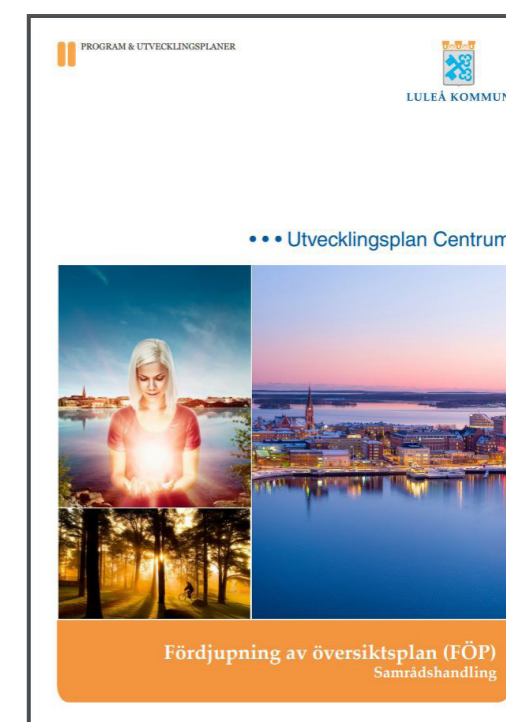 PROGRAM & UTVECKLINGSPLANER
LULEÅ KOMMUN
••• Utvecklingsplan Centrum
Fördjupning av översiktsplan (FÖP)
Samrådshandling